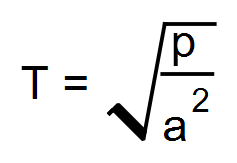 T = √(p/a²)